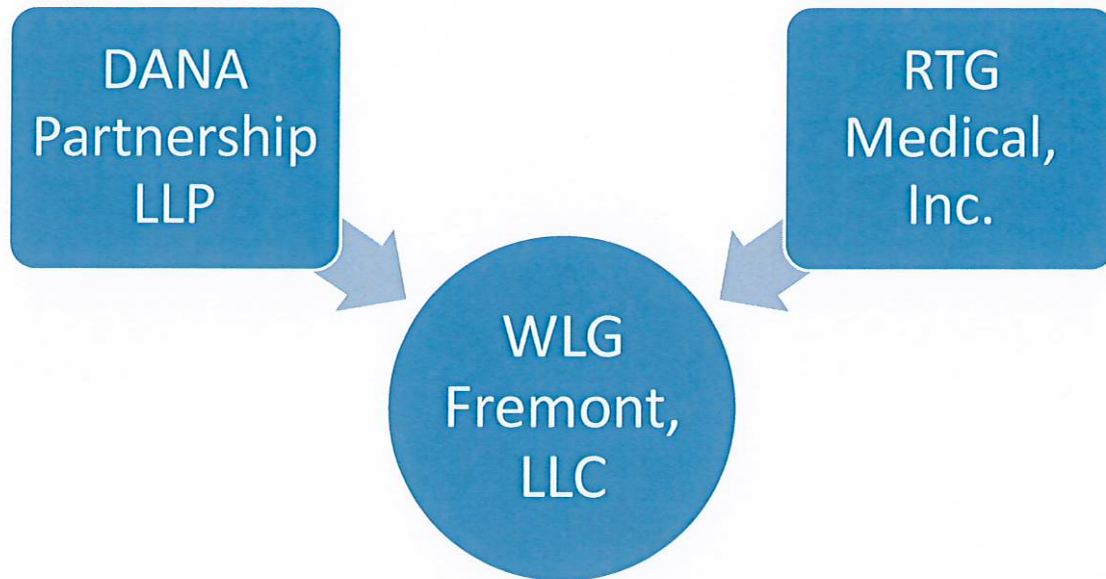 DANA
Partnership
LLP
RTG
Medical,
Inc.
WLG
Fremont,
LLC